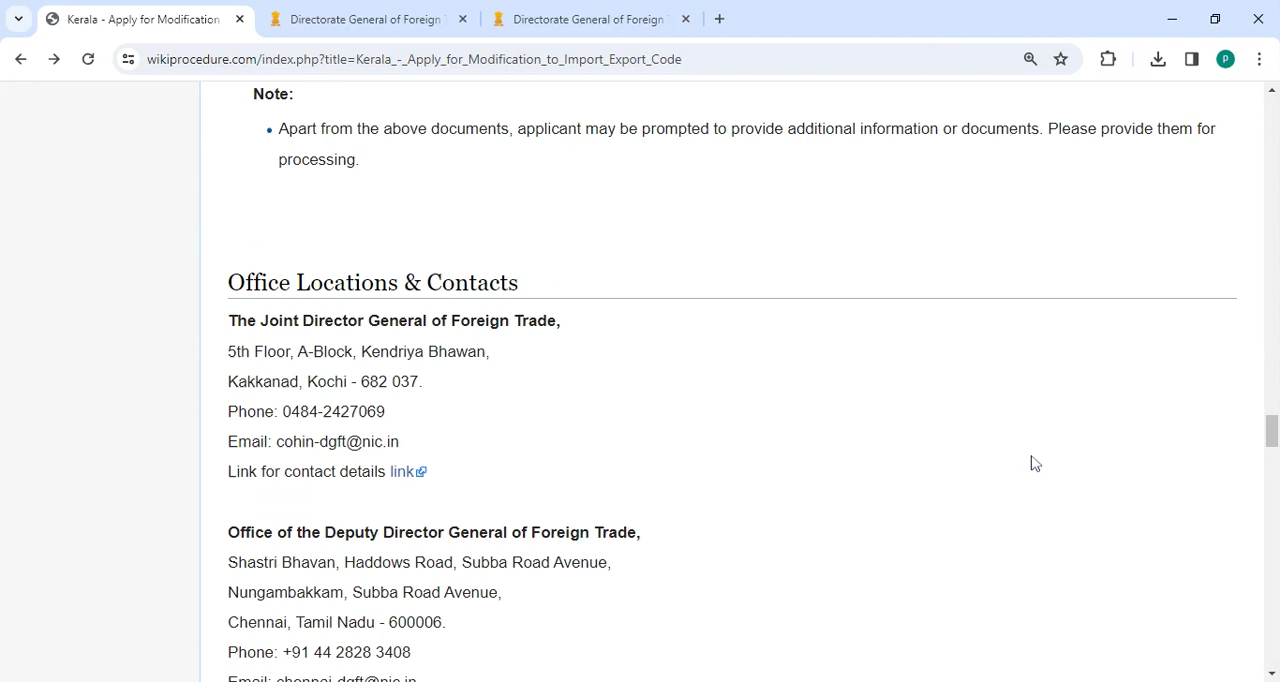 Kerala - Apply for Modification
Directorate General of Foreign
Directorate General of Foreign
wikiprocedure.com/index.php?title=Kerala_-_Apply_for_Modification_to_Import_Export_Code
P
Note:
Apart from the above documents, applicant may be prompted to provide additional information or documents. Please provide them for
processing.
Office Locations & Contacts
The Joint Director General of Foreign Trade,
5th Floor, A-Block, Kendriya Bhawan,
Kakkanad, Kochi - 682 037.
Phone: 0484-2427069
Email: cohin-dgft@nic.in
Link for contact details link
Office of the Deputy Director General of Foreign Trade,
Shastri Bhavan, Haddows Road, Subba Road Avenue,
Nungambakkam, Subba Road Avenue,
Chennai, Tamil Nadu - 600006.
Phone: +91 44 2828 3408
Email: chennai-dgft@nic.in